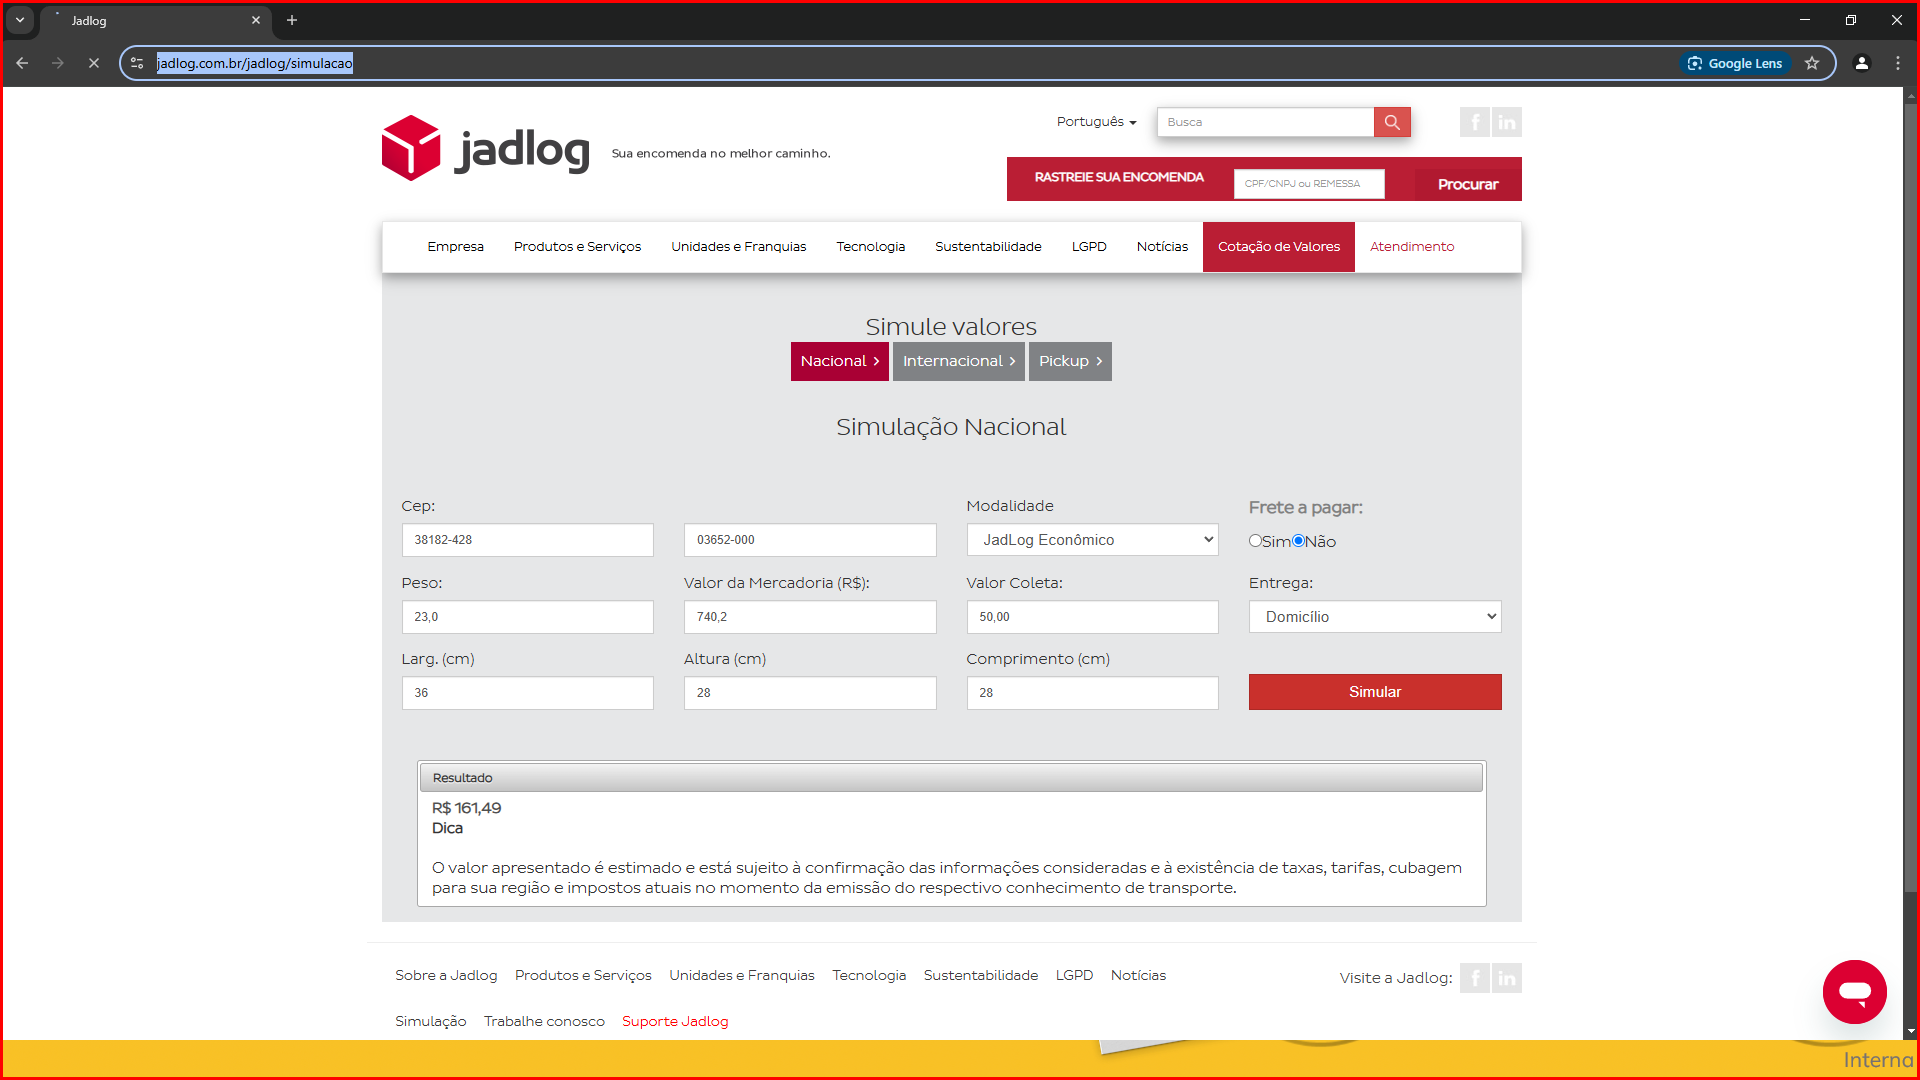 Jadlog
jadlog.com.br/jadlog/simulacao
Google Lens
Português
Busca
jadlog
Sua encomenda no melhor caminho.
RASTREIE SUA ENCOMENDA
CPF/CNPJ ou REMESSA
Procurar
Empresa
Produtos e Serviços
Unidades e Franquias
Tecnologia
Sustentabilidade
LGPD
Notícias
Cotação de Valores
Atendimento
Simule valores
Nacional
Internacional
Pickup
Simulação Nacional
Cep:
Modalidade
Frete a pagar:
38182-428
03652-000
JadLog Econômico
Sim
Não
Peso:
Valor da Mercadoria (R$):
Valor Coleta:
Entrega:
23,0
740,2
50,00
Domicílio
Larg. (cm)
Altura (cm)
Comprimento (cm)
36
28
28
Simular
Resultado
R$ 161,49
Dica
O valor apresentado é estimado e está sujeito à confirmação das informações consideradas e à existência de taxas, tarifas, cubagem
para sua região e impostos atuais no momento da emissão do respectivo conhecimento de transporte.
Sobre a Jadlog
Produtos e Serviços
Unidades e Franquias
Tecnologia
Sustentabilidade
LGPD
Notícias
Visite a Jadlog:
Simulação
Trabalhe conosco
Suporte Jadlog
Interna